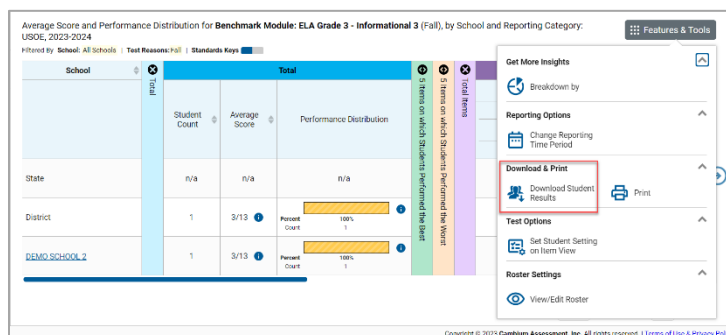 Average Score and Performance Distribution for Benchmark Module: ELA Grade 3 - Informational 3 (Fall), by School and Reporting Category:
USOE, 2023-2024
Filtered By School: All Schools | Test Reasons: Fall | Standards Keys
Features & Tools
School
Total
Total
5 Items on which Students Performed the Best
5 Items on which Students Performed the Worst
Total Items
Student Count
Average Score
Performance Distribution
State
n/a
n/a
n/a
District
1
3/13
Percent 100%
Count 1
DEMO SCHOOL 2
1
3/13
Percent 100%
Count 1
Get More Insights
Breakdown by
Reporting Options
Change Reporting
Time Period
Download & Print
Download Student
Results
Print
Test Options
Set Student Setting
on Item View
Roster Settings
View/Edit Roster
Copyright © 2023 Cambium Assessment, Inc. All rights reserved. | Terms of Use & Privacy